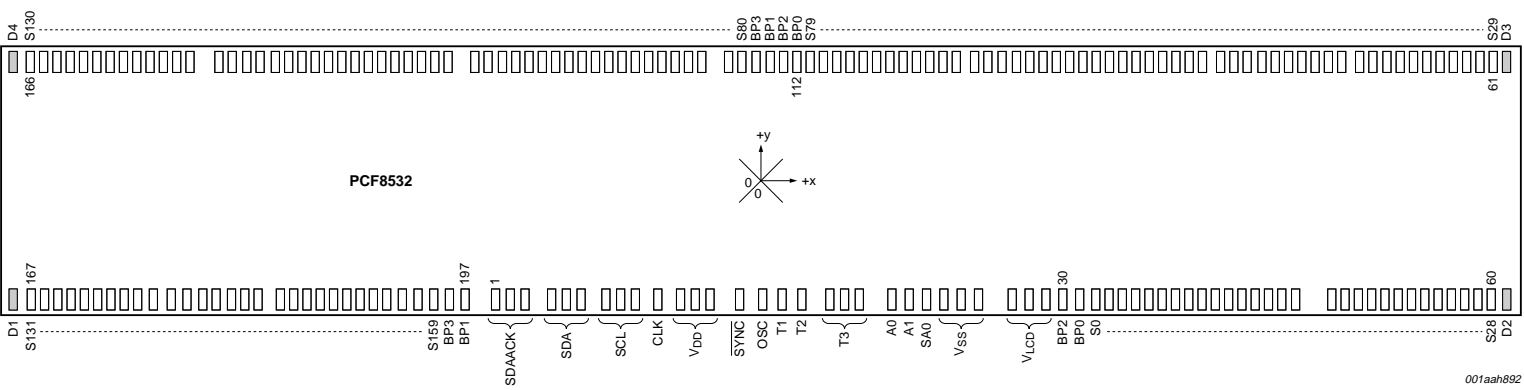 D4 S130 S80 BP3 BP1 BP2 BP0 S79 S29 D3
166 112 61
+y
PCF8532 0 +x
0
167 197 1 30 60
D1 S131 S159 BP3 BP1 SDAACK SDA SCL CLK VDD SYNC OSC T1 T2 T3 A0 A1 SA0 VSS VLCD BP2 BP0 S0 S28 D2
001aah892